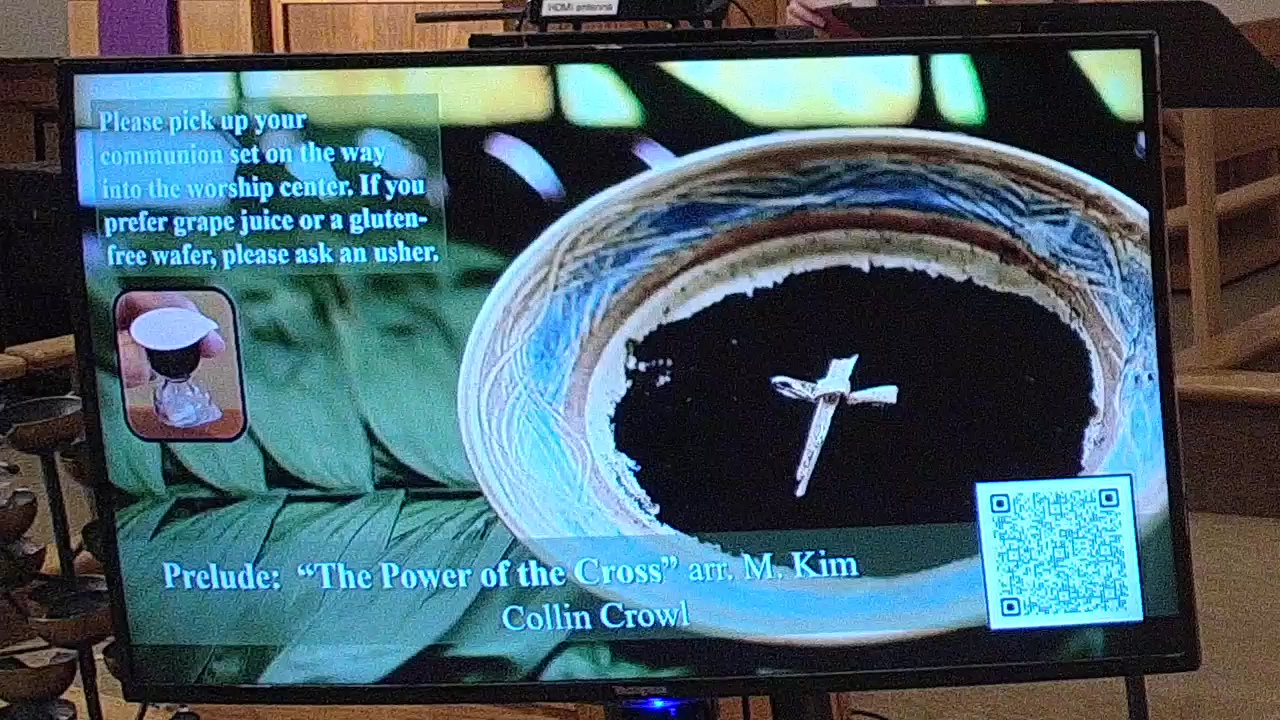 HDMI antenna
Please pick up your
communion set on the way
into the worship center. If you
prefer grape juice or a gluten-
free wafer, please ask an usher.
Prelude: “The Power of the Cross” arr. M. Kim
Collin Crowl